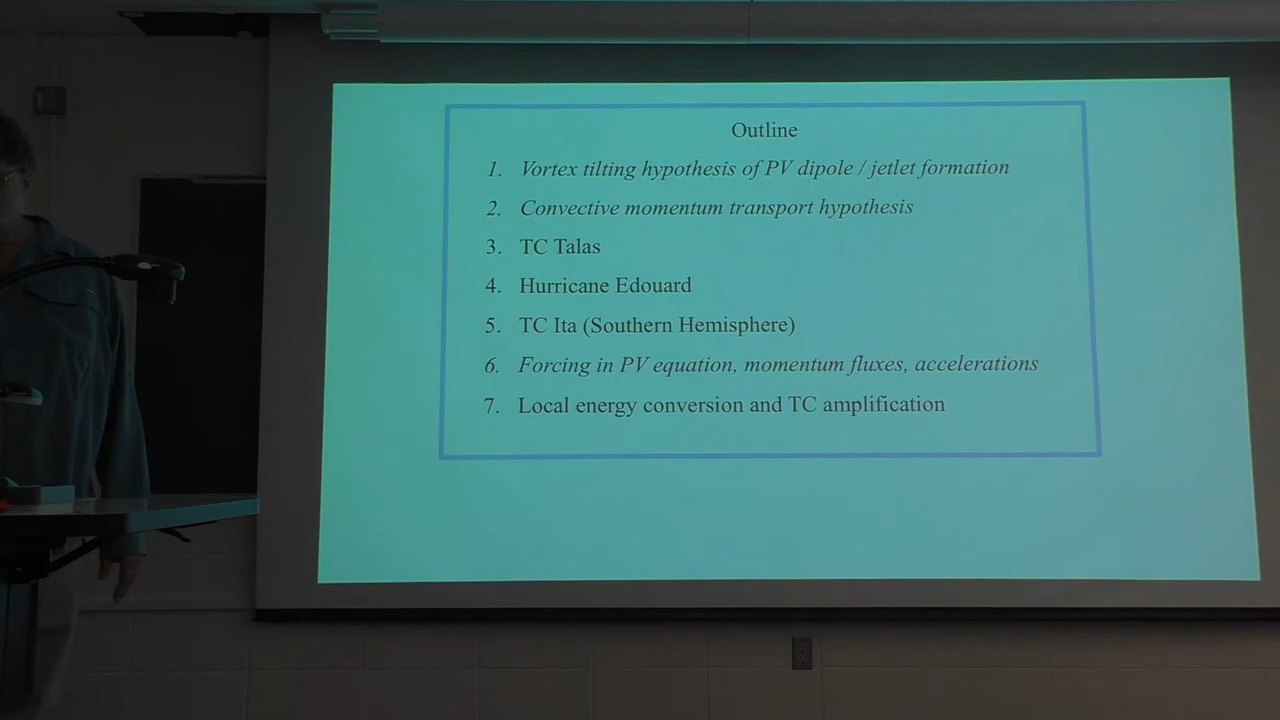 Outline
1. Vortex tilting hypothesis of PV dipole / jetlet formation
2. Convective momentum transport hypothesis
3. TC Talas
4. Hurricane Edouard
5. TC Ita (Southern Hemisphere)
6. Forcing in PV equation, momentum fluxes, accelerations
7. Local energy conversion and TC amplification